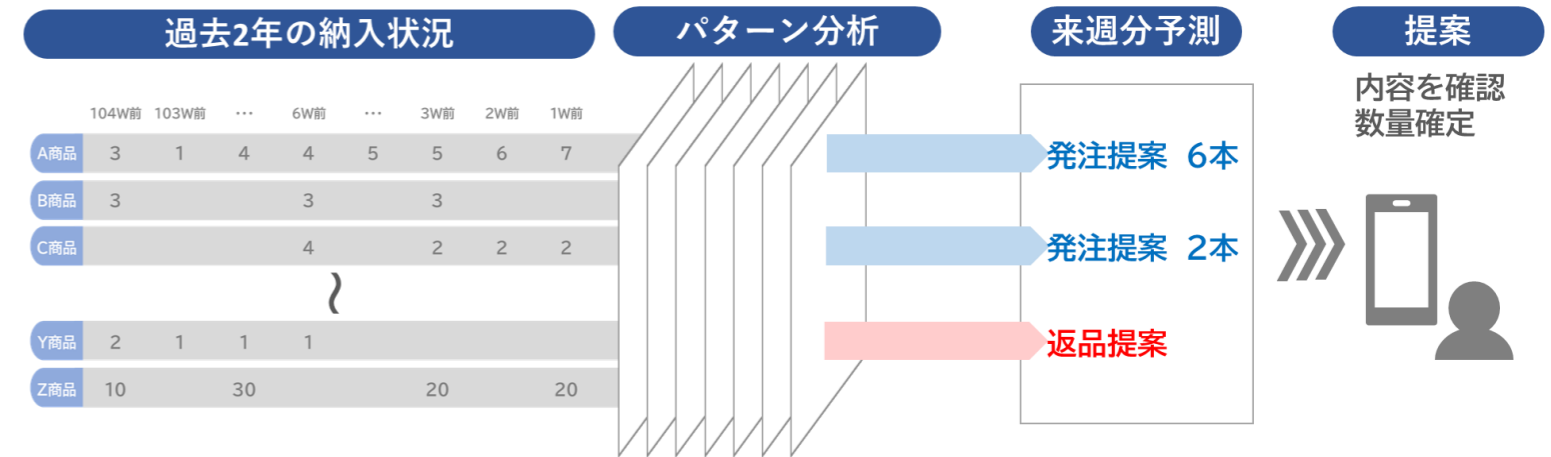 過去2年の納入状況
パターン分析
来週分予測
提案
内容を確認
数量確定
104W前 103W前 … 6W前 … 3W前 2W前 1W前
A商品 3 1 4 4 5 5 6 7
発注提案 6本
B商品 3 3 3
C商品 4 2 2 2
発注提案 2本
〜
Y商品 2 1 1 1
返品提案
Z商品 10 30 20 20